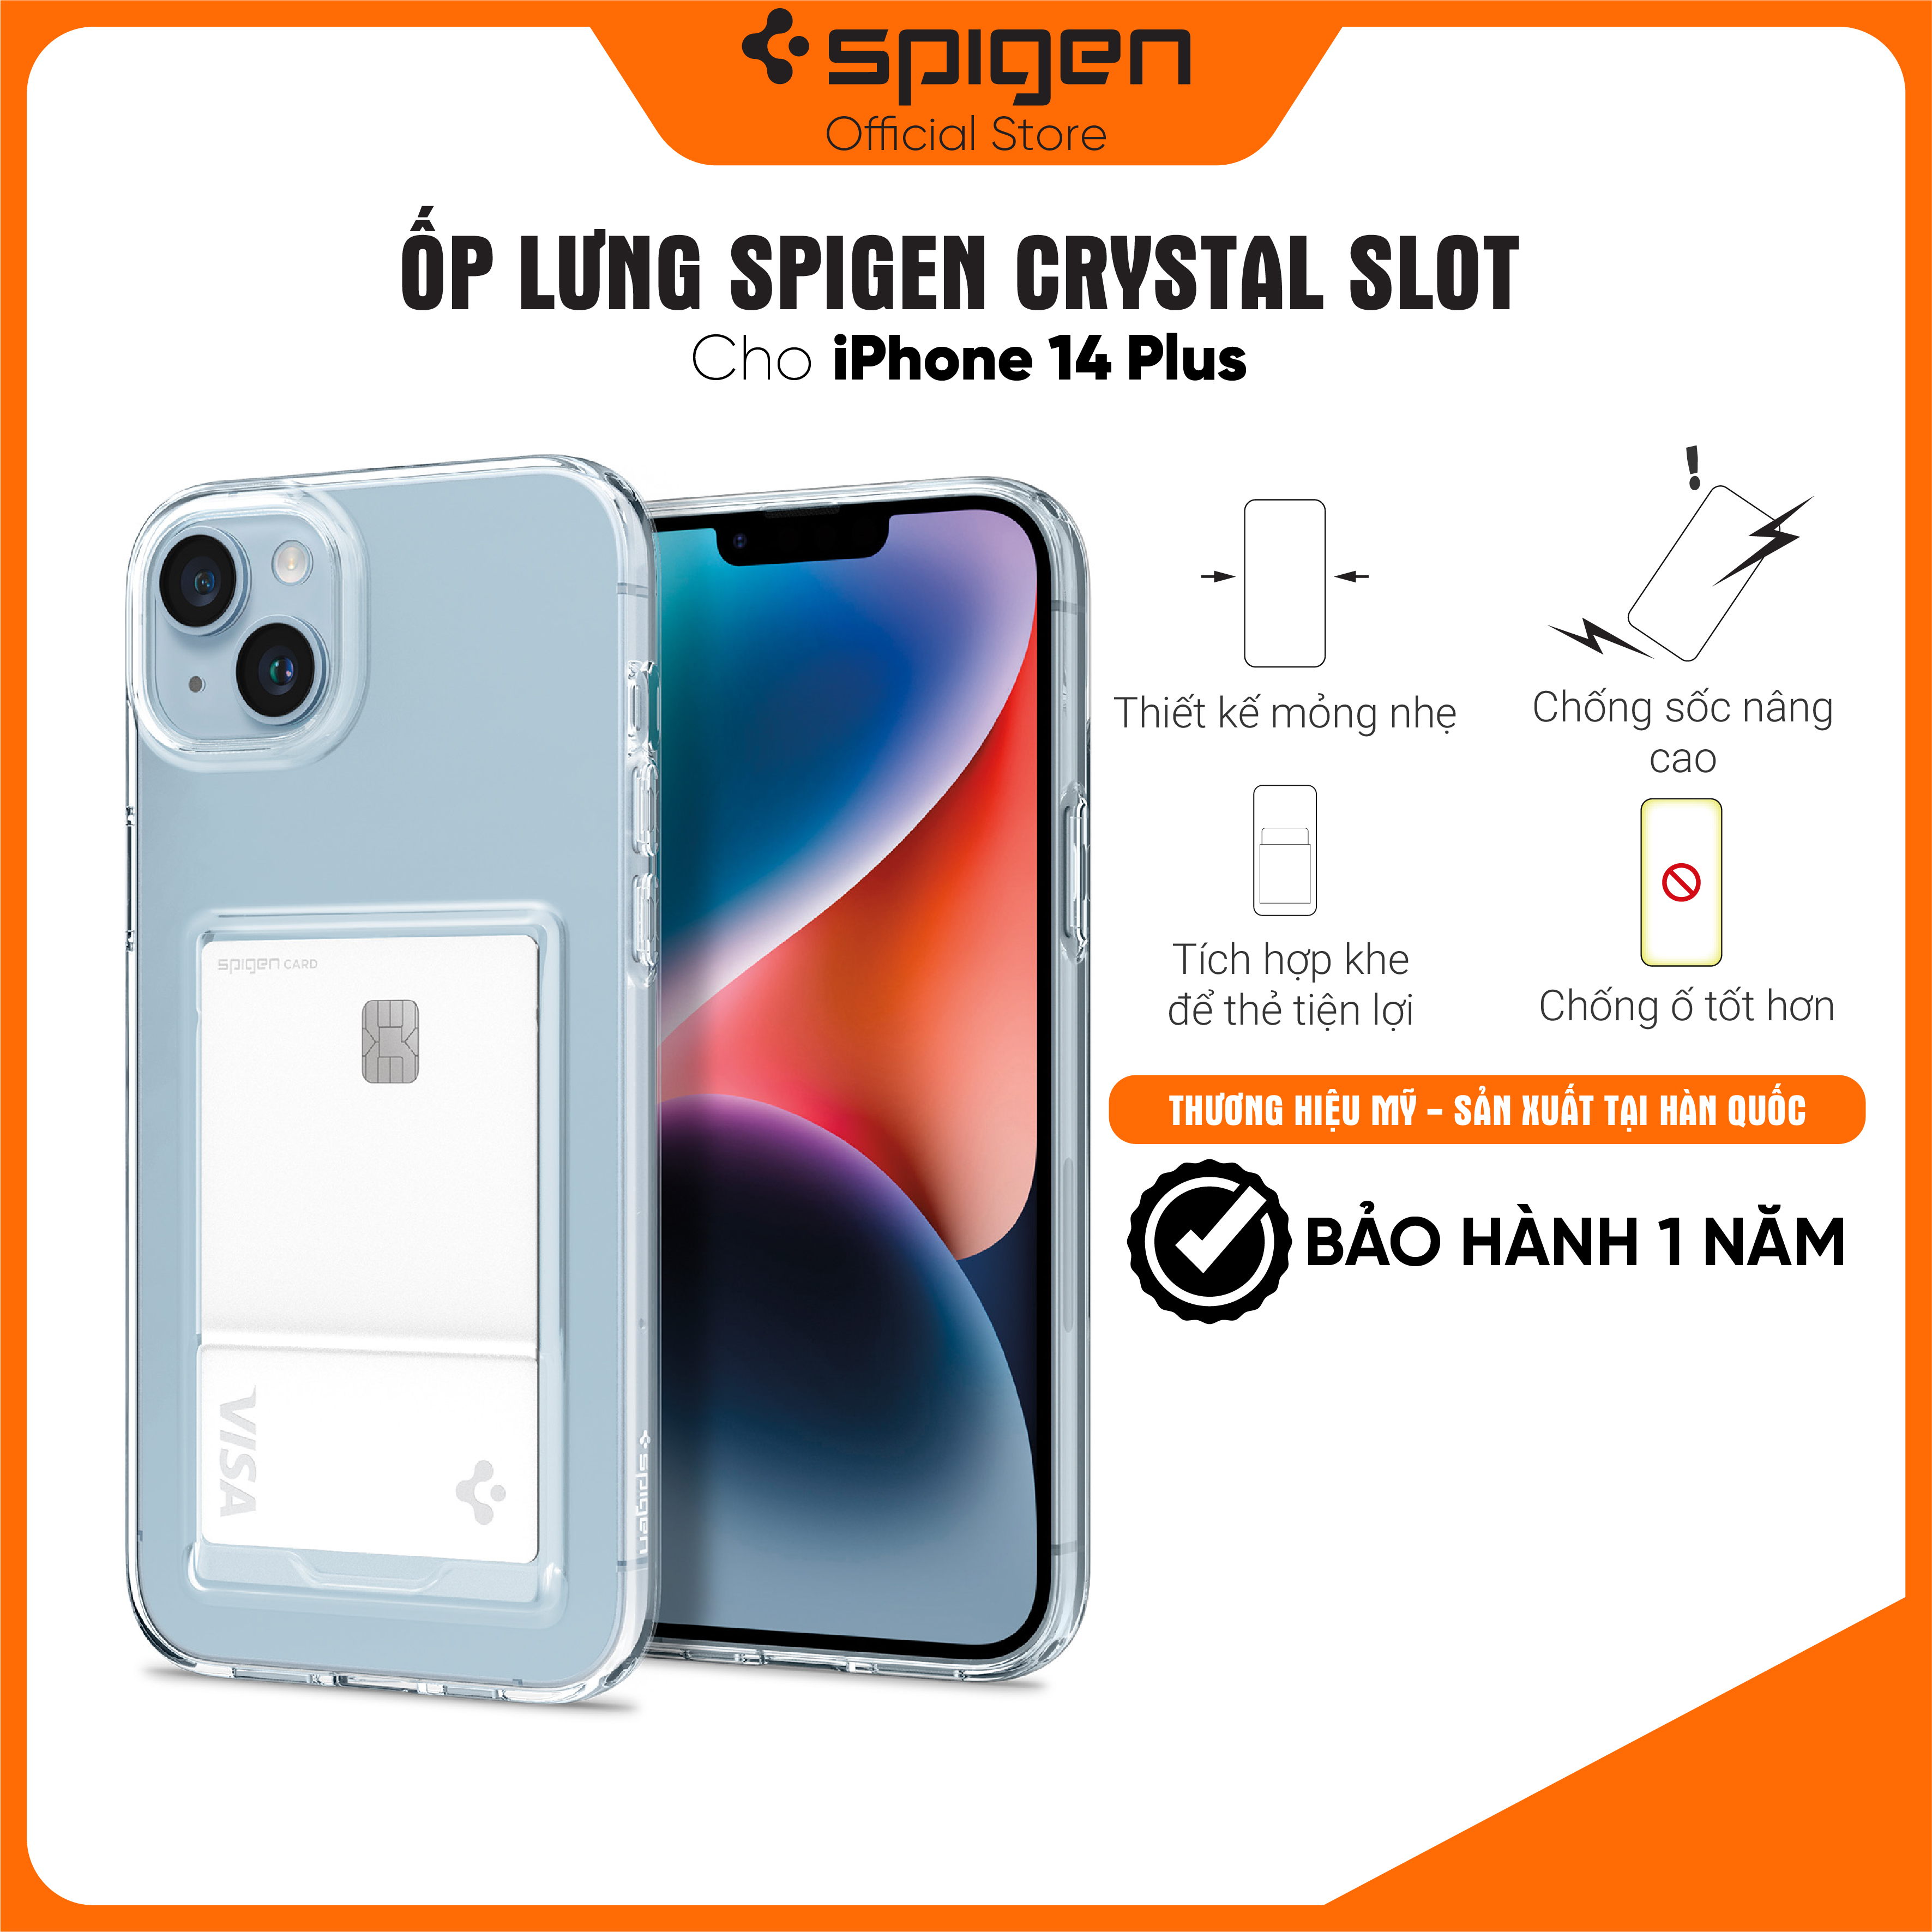 spigen
Official Store
ỐP LƯNG SPIGEN CRYSTAL SLOT
Cho iPhone 14 Plus
Thiết kế mỏng nhẹ
Chống sốc nâng
cao
Tích hợp khe
để thẻ tiện lợi
Chống ố tốt hơn
THƯƠNG HIỆU MỸ - SẢN XUẤT TẠI HÀN QUỐC
BẢO HÀNH 1 NĂM
spigen CARD
VISA
spigen